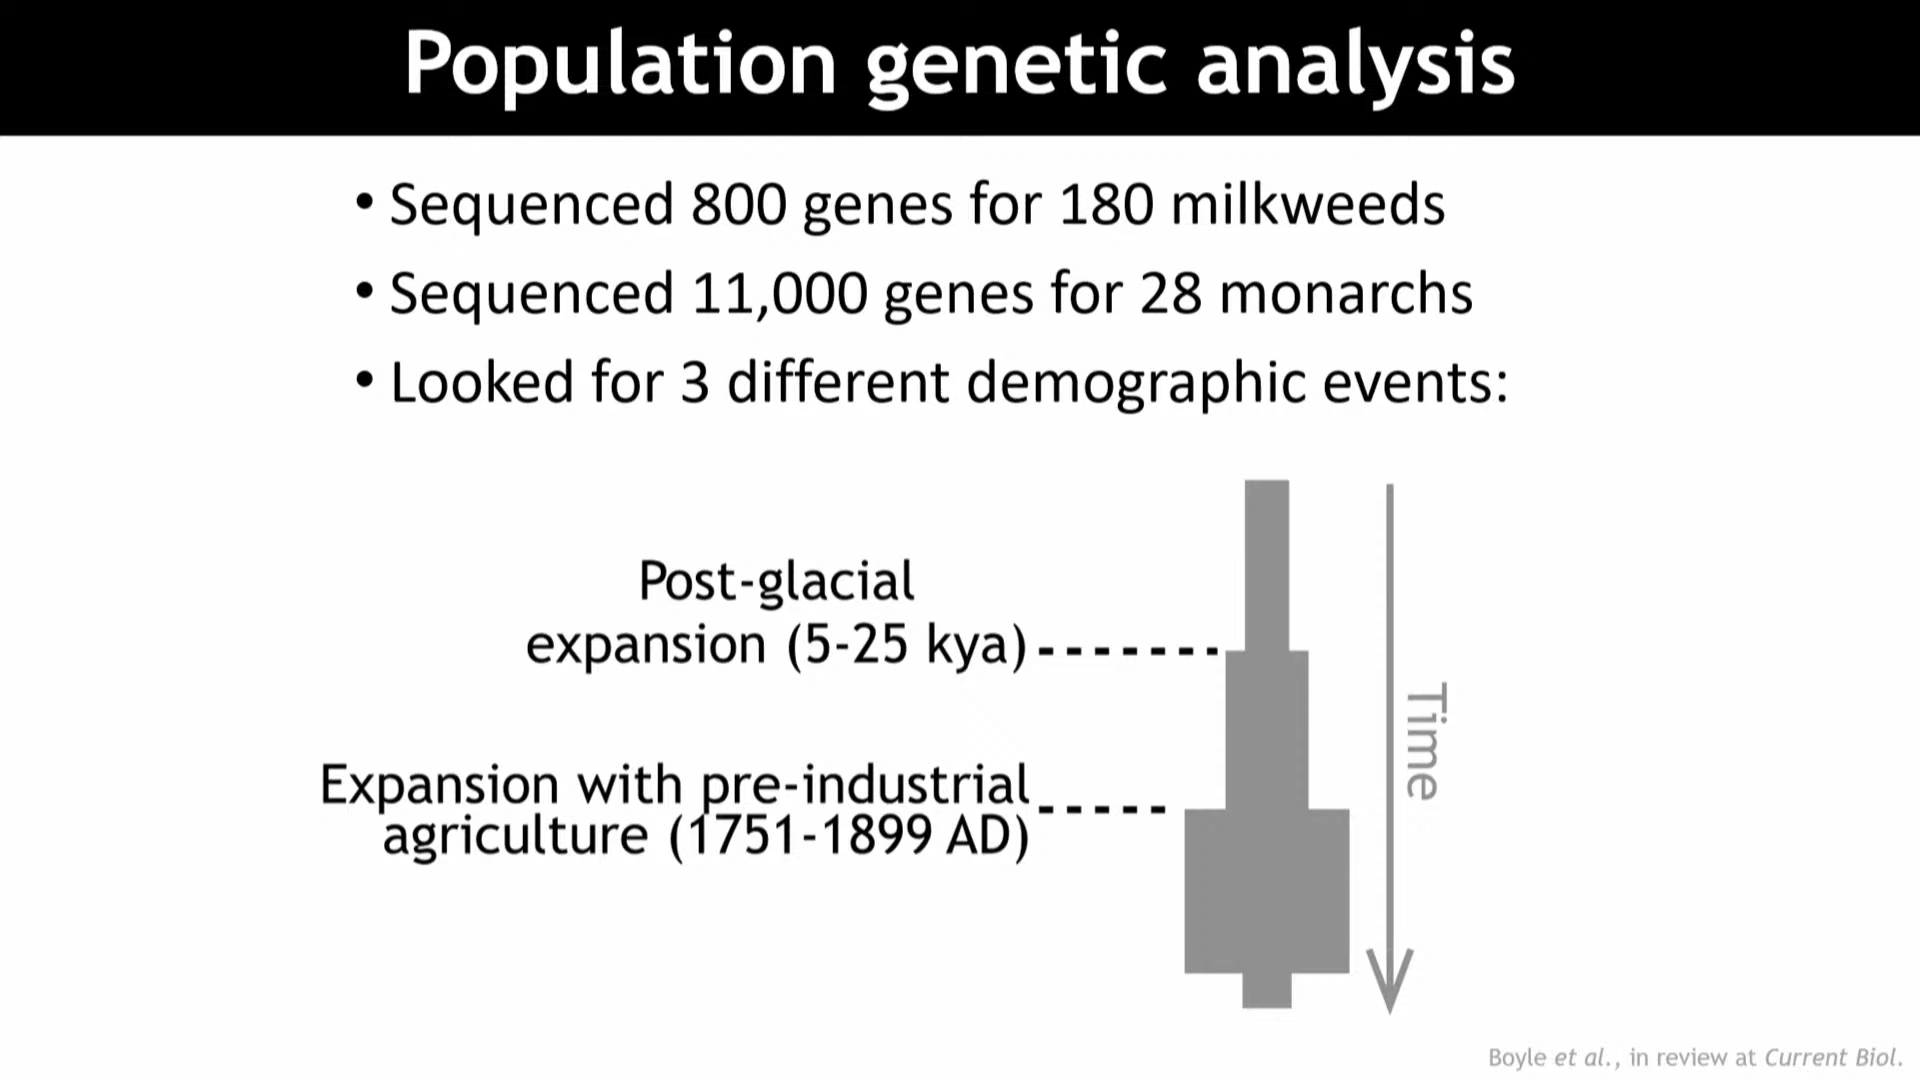 Population genetic analysis
• Sequenced 800 genes for 180 milkweeds
• Sequenced 11,000 genes for 28 monarchs
• Looked for 3 different demographic events:
Post-glacial
expansion (5-25 kya)
Expansion with pre-industrial
agriculture (1751-1899 AD)
Time
Boyle et al., in review at Current Biol.